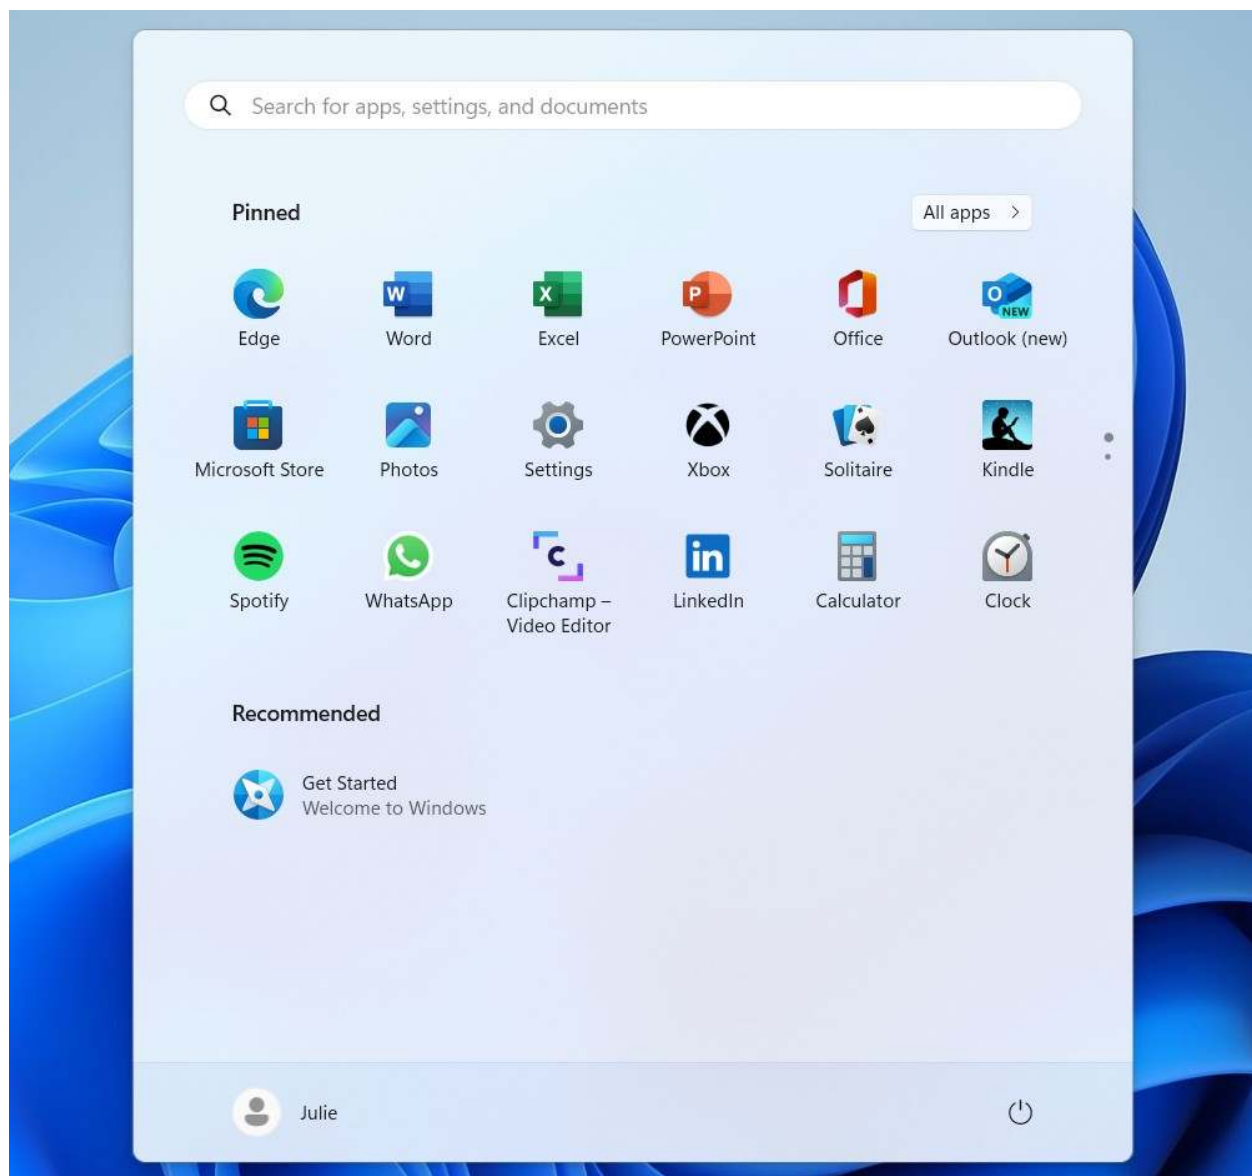 Search for apps, settings, and documents
Pinned
All apps
Edge
Word
Excel
PowerPoint
Office
Outlook (new)
W
X
P
O
NEW
Microsoft Store
Photos
Settings
Xbox
Solitaire
Kindle
Spotify
WhatsApp
C
Clipchamp –
Video Editor
in
LinkedIn
Calculator
Clock
Recommended
Get Started
Welcome to Windows
Julie